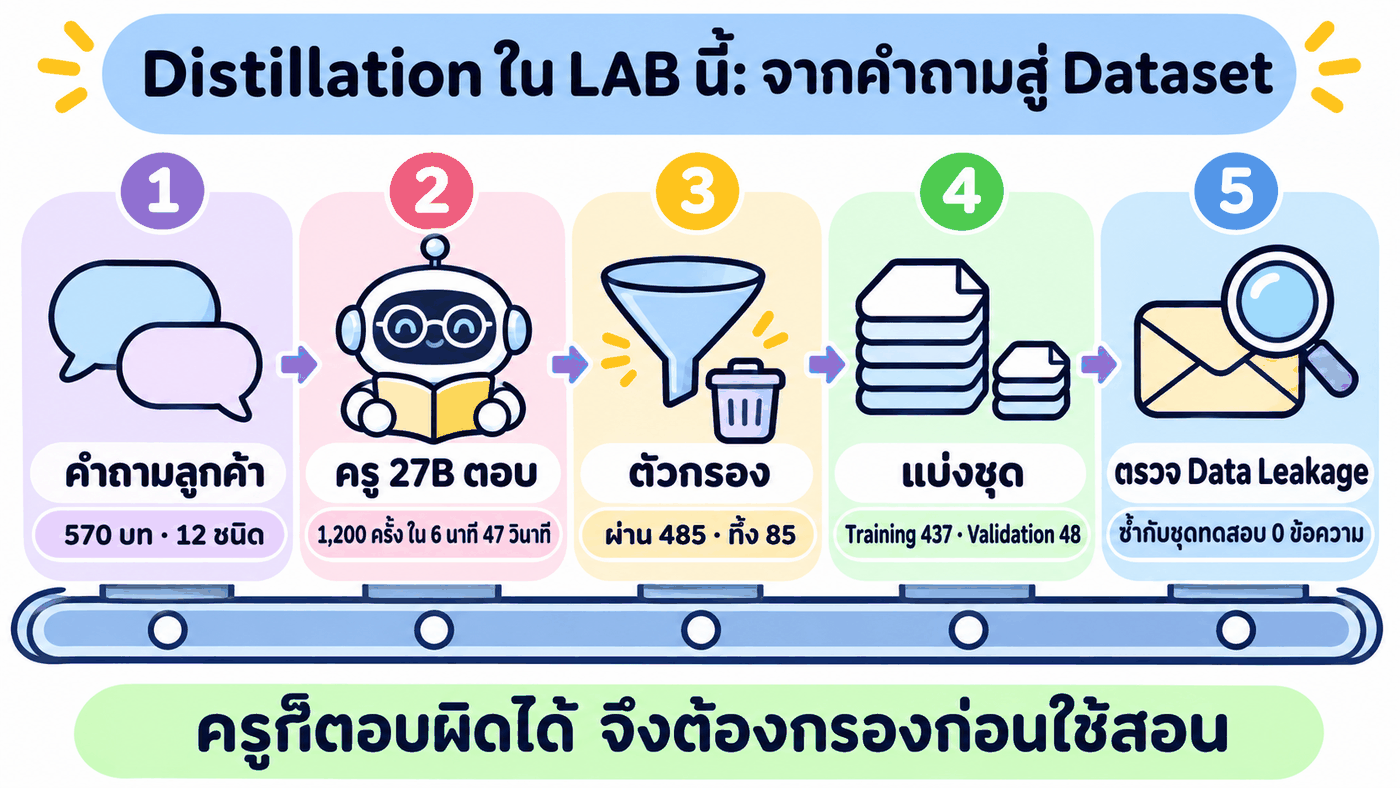 Distillation ใน LAB นี้: จากคำถามสู่ Dataset
1
2
3
4
5
คำถามลูกค้า
570 บท · 12 ชนิด
ครู 27B ตอบ
1,200 ครั้ง ใน 6 นาที 47 วินาที
ตัวกรอง
ผ่าน 485 · ทิ้ง 85
แบ่งชุด
Training 437 · Validation 48
ตรวจ Data Leakage
ซ้ำกับชุดทดสอบ 0 ข้อความ
ครูก็ตอบผิดได้ จึงต้องกรองก่อนใช้สอน